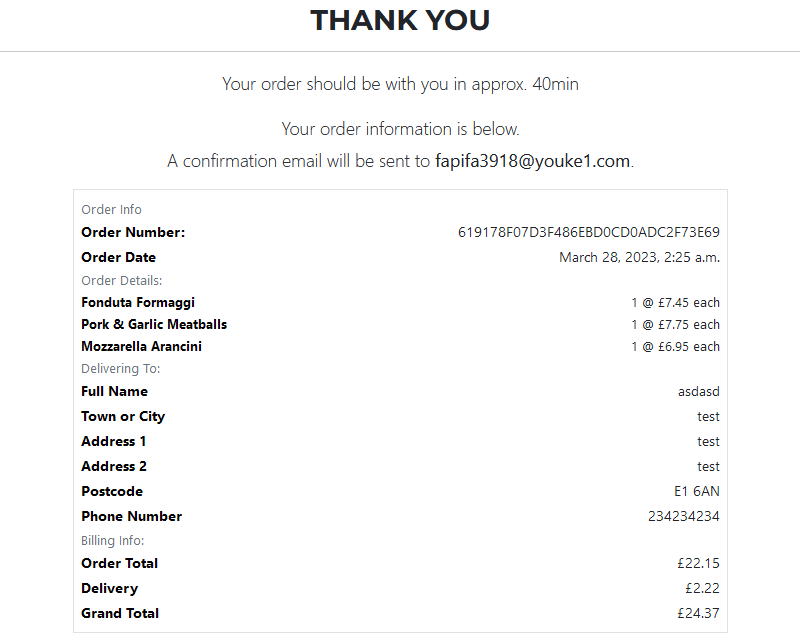 THANK YOU
Your order should be with you in approx. 40min
Your order information is below.
A confirmation email will be sent to fapifa3918@youke1.com.
Order Info
Order Number: 619178F07D3F486EBD0CD0ADC2F73E69
Order Date March 28, 2023, 2:25 a.m.
Order Details:
Fonduta Formaggi 1 @ £7.45 each
Pork & Garlic Meatballs 1 @ £7.75 each
Mozzarella Arancini 1 @ £6.95 each
Delivering To:
Full Name asdasd
Town or City test
Address 1 test
Address 2 test
Postcode E1 6AN
Phone Number 234234234
Billing Info:
Order Total £22.15
Delivery £2.22
Grand Total £24.37